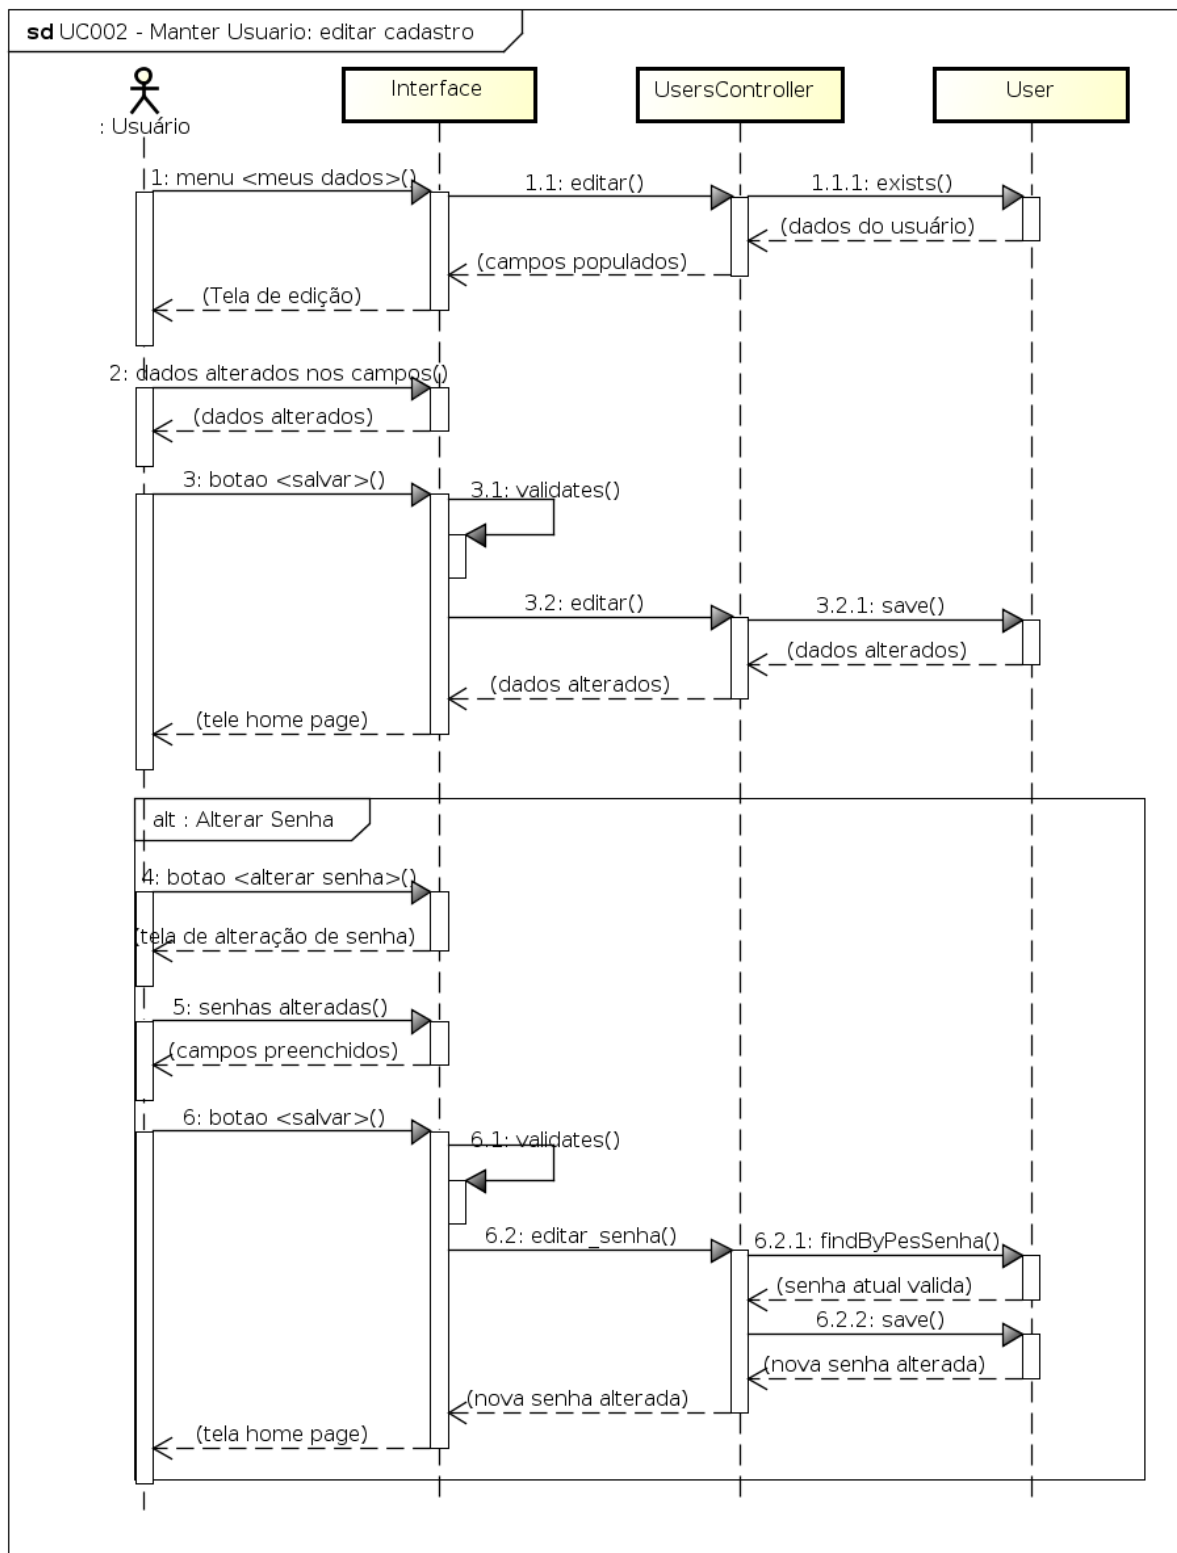 sd UC002 - Manter Usuario: editar cadastro
Interface
UsersController
User
: Usuário
1: menu <meus dados>()
1.1: editar()
1.1.1: exists()
(dados do usuário)
(campos populados)
(Tela de edição)
2: dados alterados nos campos()
(dados alterados)
3: botao <salvar>()
3.1: validates()
3.2: editar()
3.2.1: save()
(dados alterados)
(dados alterados)
(tele home page)
alt : Alterar Senha
4: botao <alterar senha>()
(tela de alteração de senha)
5: senhas alteradas()
(campos preenchidos)
6: botao <salvar>()
6.1: validates()
6.2: editar_senha()
6.2.1: findByPesSenha()
(senha atual valida)
6.2.2: save()
(nova senha alterada)
(nova senha alterada)
(tela home page)